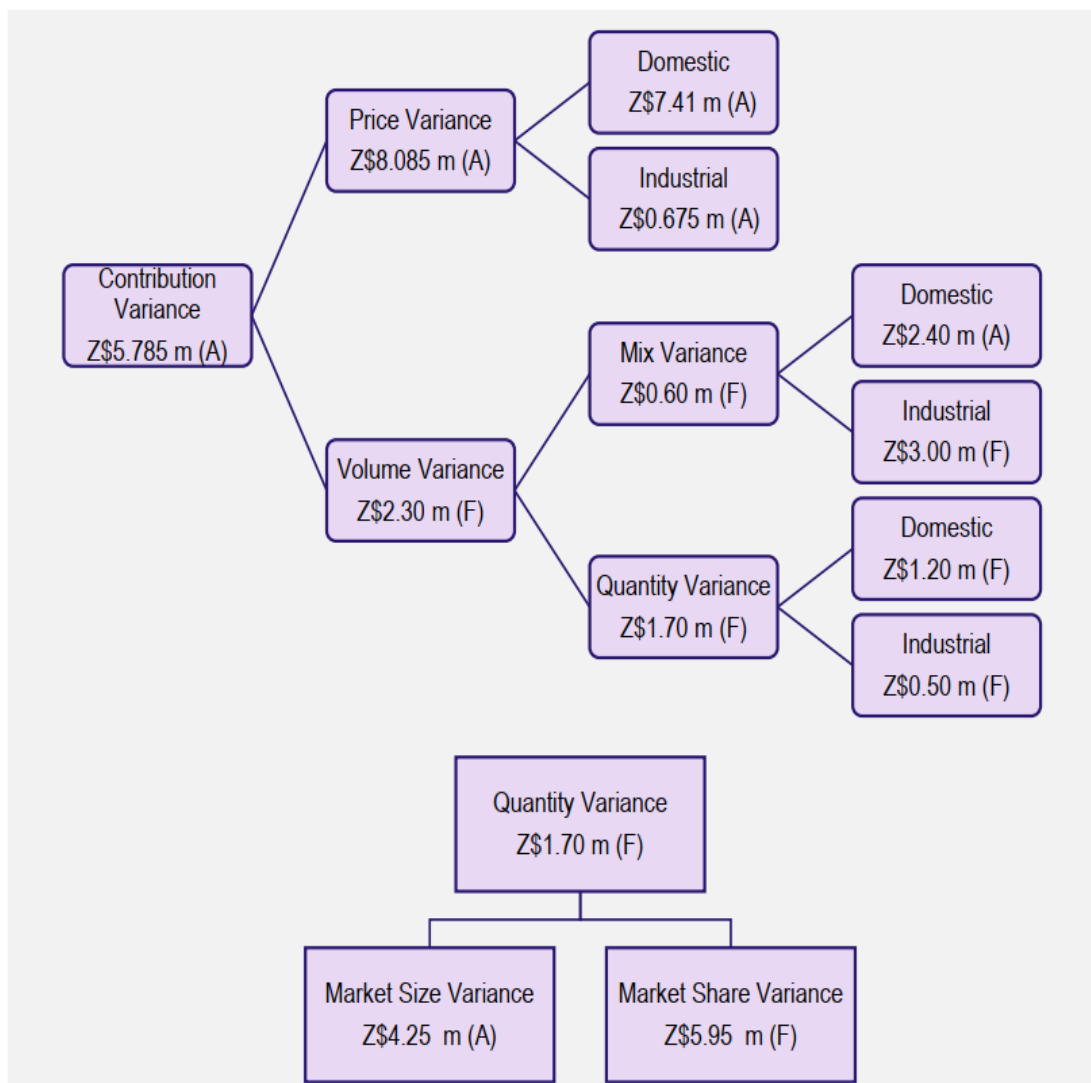 Domestic
Z$7.41 m (A)
Price Variance
Z$8.085 m (A)
Industrial
Z$0.675 m (A)
Contribution
Variance
Z$5.785 m (A)
Domestic
Z$2.40 m (A)
Mix Variance
Z$0.60 m (F)
Industrial
Z$3.00 m (F)
Volume Variance
Z$2.30 m (F)
Domestic
Z$1.20 m (F)
Quantity Variance
Z$1.70 m (F)
Industrial
Z$0.50 m (F)
Quantity Variance
Z$1.70 m (F)
Market Size Variance
Z$4.25 m (A)
Market Share Variance
Z$5.95 m (F)